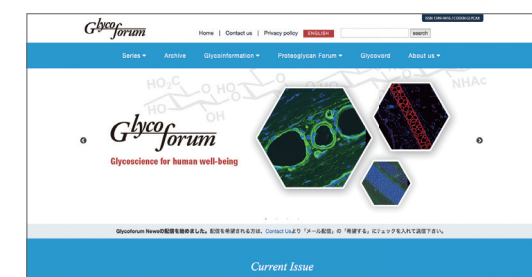 Glycoforum
Home | Contact us | Privacy policy ENGLISH search
Series Archive Glycoinformation Proteoglycan Forum Glycoword About us
HO2C HO O O NHAc
HO OH
Glycoforum
Glycoscience for human well-being
Glycoforum Newsの配信を始めました。配信を希望される方は、Contact Usより「メール配信」の「希望する」にチェックを入れて送信下さい。
Current Issue